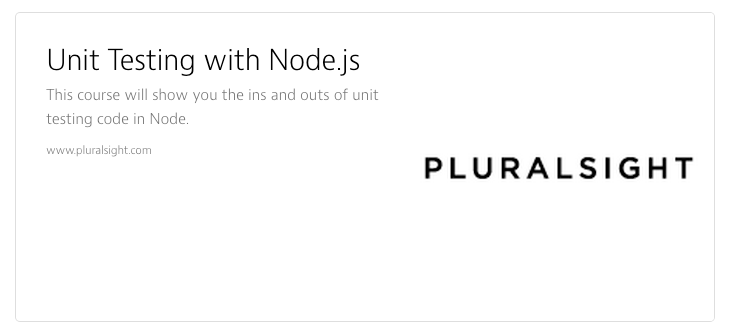 Unit Testing with Node.js
This course will show you the ins and outs of unit
testing code in Node.
www.pluralsight.com
PLURALSIGHT